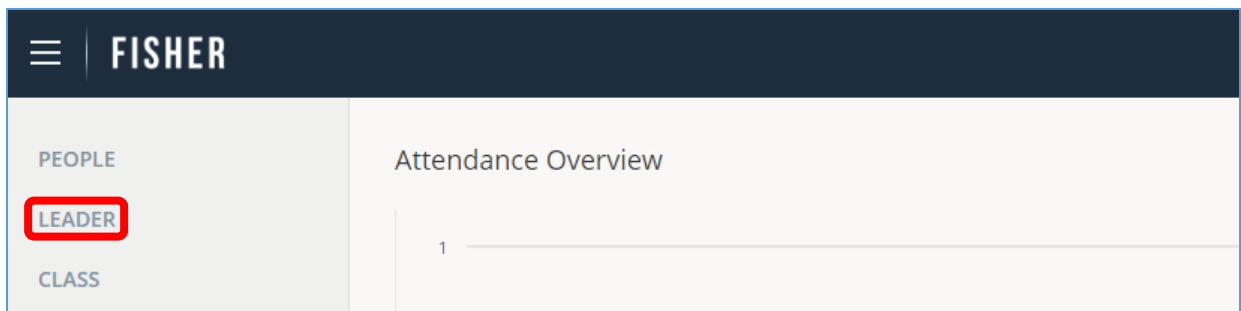 FISHER
PEOPLE
LEADER
CLASS
Attendance Overview
1